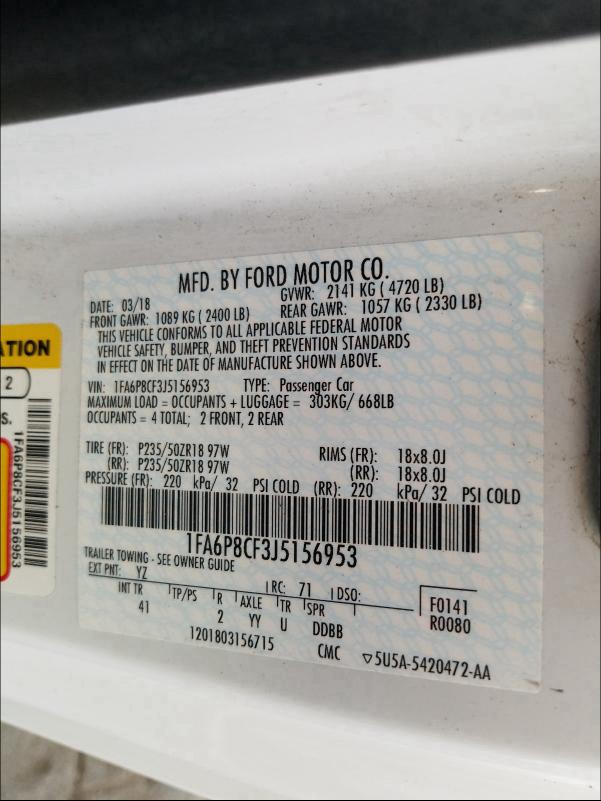 MFD. BY FORD MOTOR CO.
DATE: 03/18 GVWR: 2141 KG ( 4720 LB)
FRONT GAWR: 1089 KG ( 2400 LB) REAR GAWR: 1057 KG ( 2330 LB)
THIS VEHICLE CONFORMS TO ALL APPLICABLE FEDERAL MOTOR
VEHICLE SAFETY, BUMPER, AND THEFT PREVENTION STANDARDS
IN EFFECT ON THE DATE OF MANUFACTURE SHOWN ABOVE.
VIN: 1FA6P8CF3J5156953 TYPE: Passenger Car
MAXIMUM LOAD = OCCUPANTS + LUGGAGE = 303KG/ 668LB
OCCUPANTS = 4 TOTAL; 2 FRONT, 2 REAR
TIRE (FR): P235/50ZR18 97W RIMS (FR): 18x8.0J
(RR): P235/50ZR18 97W (RR): 18x8.0J
PRESSURE (FR): 220 kPa/ 32 PSI COLD (RR): 220 kPa/ 32 PSI COLD
1FA6P8CF3J5156953
TRAILER TOWING - SEE OWNER GUIDE
EXT PNT: YZ RC: 71 DSO:
INT TR TP/PS R AXLE TR SPR F0141
41 2 YY U DDBB R0080
1201803156715 CMC ▽5U5A-5420472-AA
ATION
2
S.
1FA6P8CF3J5156953